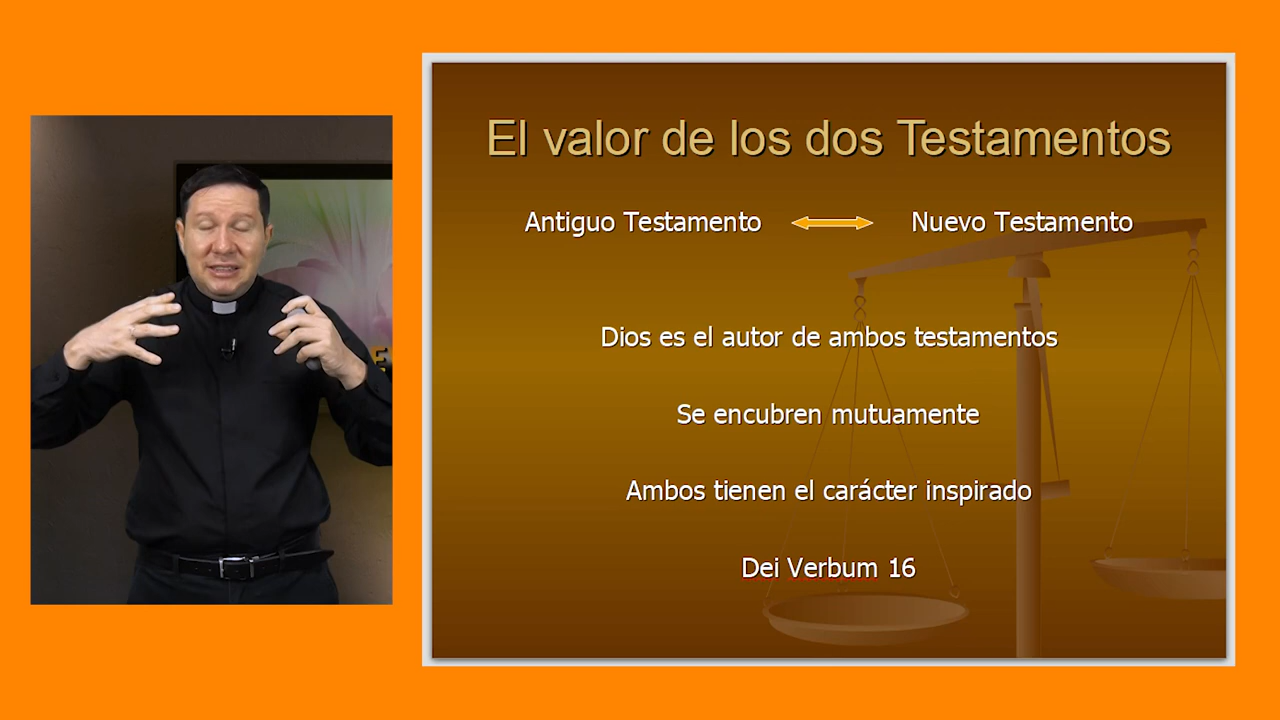 El valor de los dos Testamentos
Antiguo Testamento
Nuevo Testamento
Dios es el autor de ambos testamentos
Se encubren mutuamente
Ambos tienen el carácter inspirado
Dei Verbum 16